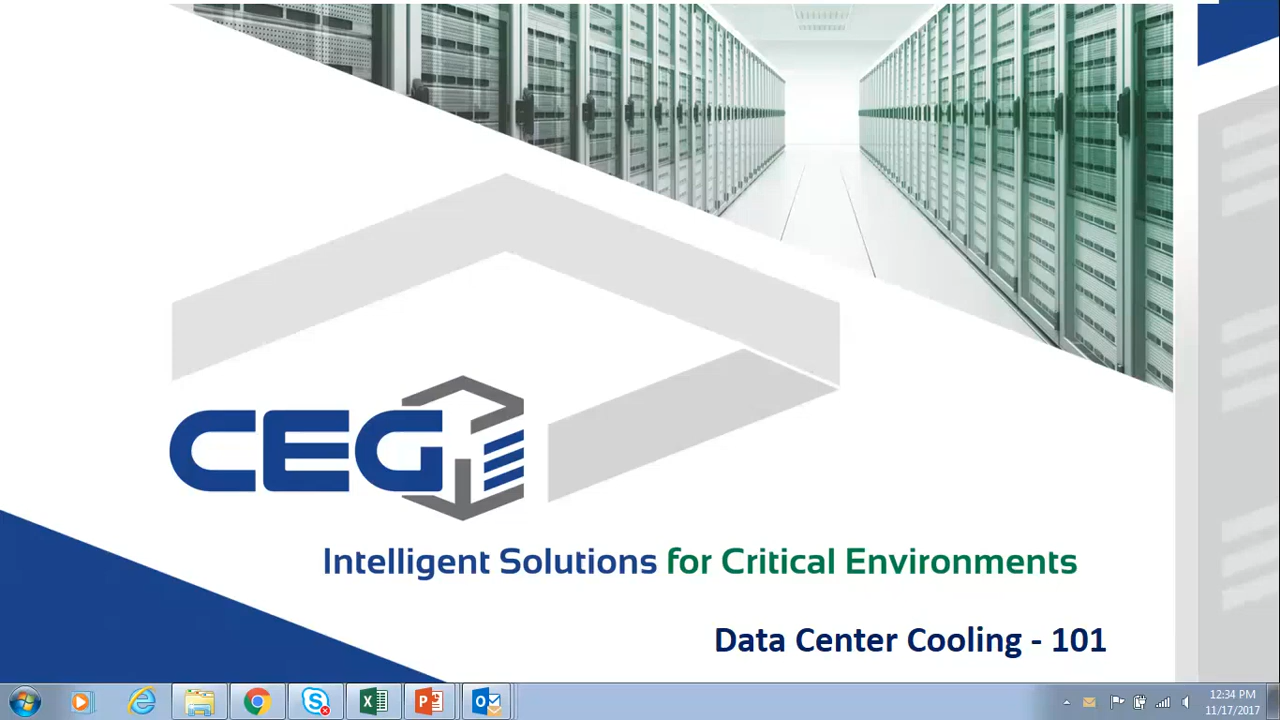 CEG
Intelligent Solutions for Critical Environments
Data Center Cooling - 101
12:34 PM
11/17/2017